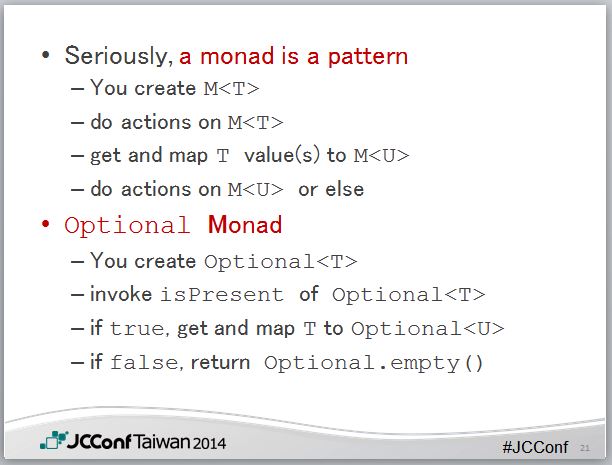 • Seriously, a monad is a pattern
– You create M<T>
– do actions on M<T>
– get and map T value(s) to M<U>
– do actions on M<U> or else
• Optional Monad
– You create Optional<T>
– invoke isPresent of Optional<T>
– if true, get and map T to Optional<U>
– if false, return Optional.empty()
JCConf Taiwan 2014
#JCConf 21